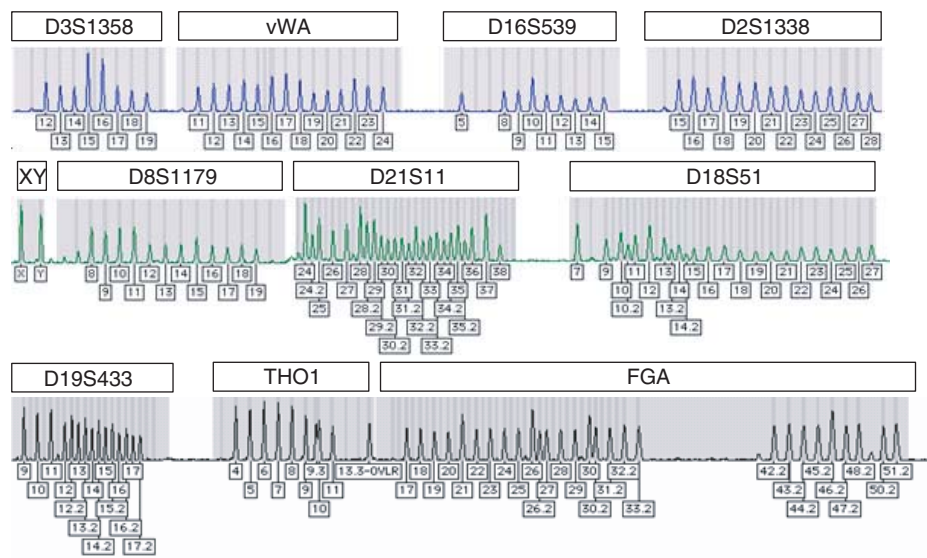 D3S1358 vWA D16S539 D2S1338
12 14 16 18 11 13 15 17 19 21 23 5 8 10 12 14 15 17 19 21 23 25 27
13 15 17 19 12 14 16 18 20 22 24 9 11 13 15 16 18 20 22 24 26 28
XY D8S1179 D21S11 D18S51
X Y 8 10 12 14 16 18 24 26 28 30 32 34 36 38 7 9 11 13 15 17 19 21 23 25 27
9 11 13 15 17 19 24.2 27 29 31 33 35 37 10 12 14 16 18 20 22 24 26
25 28.2 31.2 34.2 10.2 13.2
29.2 32.2 35.2 14.2
30.2 33.2
D19S433 THO1 FGA
9 11 13 15 17 4 6 8 9.3 13.3-OVLR 18 20 22 24 26 28 30 32.2 42.2 45.2 48.2 51.2
10 12 14 16 5 7 9 11 17 19 21 23 25 27 29 31.2 43.2 46.2 50.2
12.2 15.2 10 26.2 30.2 33.2 44.2 47.2
13.2 16.2
14.2 17.2